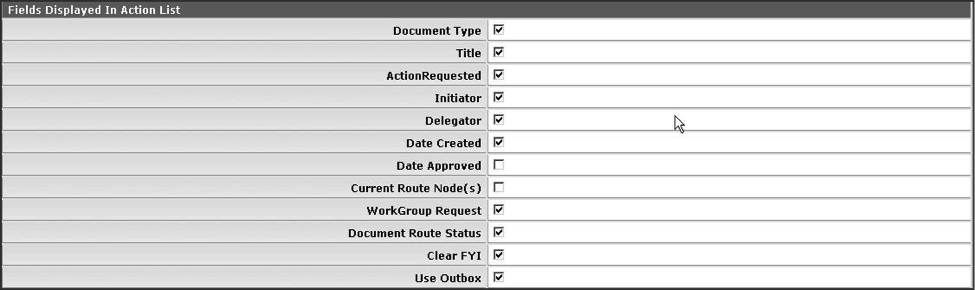 Fields Displayed In Action List
Document Type
Title
ActionRequested
Initiator
Delegator
Date Created
Date Approved
Current Route Node(s)
WorkGroup Request
Document Route Status
Clear FYI
Use Outbox